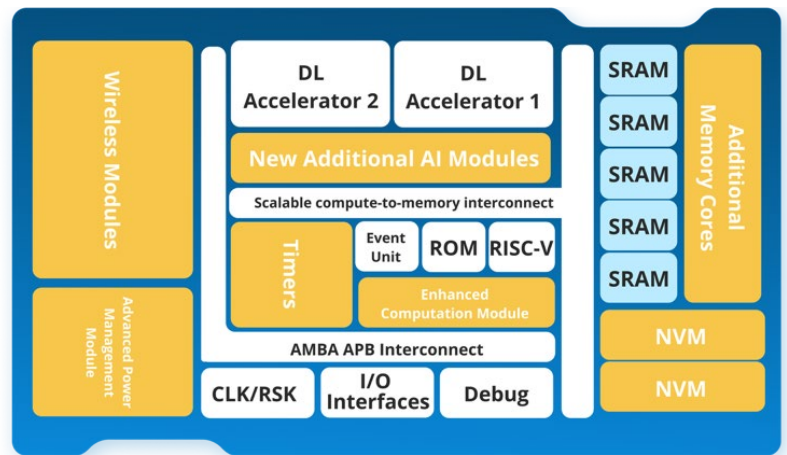 Wireless Modules
Advanced Power
Management
Module
DL
Accelerator 2
DL
Accelerator 1
New Additional AI Modules
Scalable compute-to-memory interconnect
Timers
Event
Unit
ROM
RISC-V
Enhanced
Computation Module
AMBA APB Interconnect
CLK/RSK
I/O
Interfaces
Debug
SRAM
SRAM
SRAM
SRAM
SRAM
Additional
Memory Cores
NVM
NVM